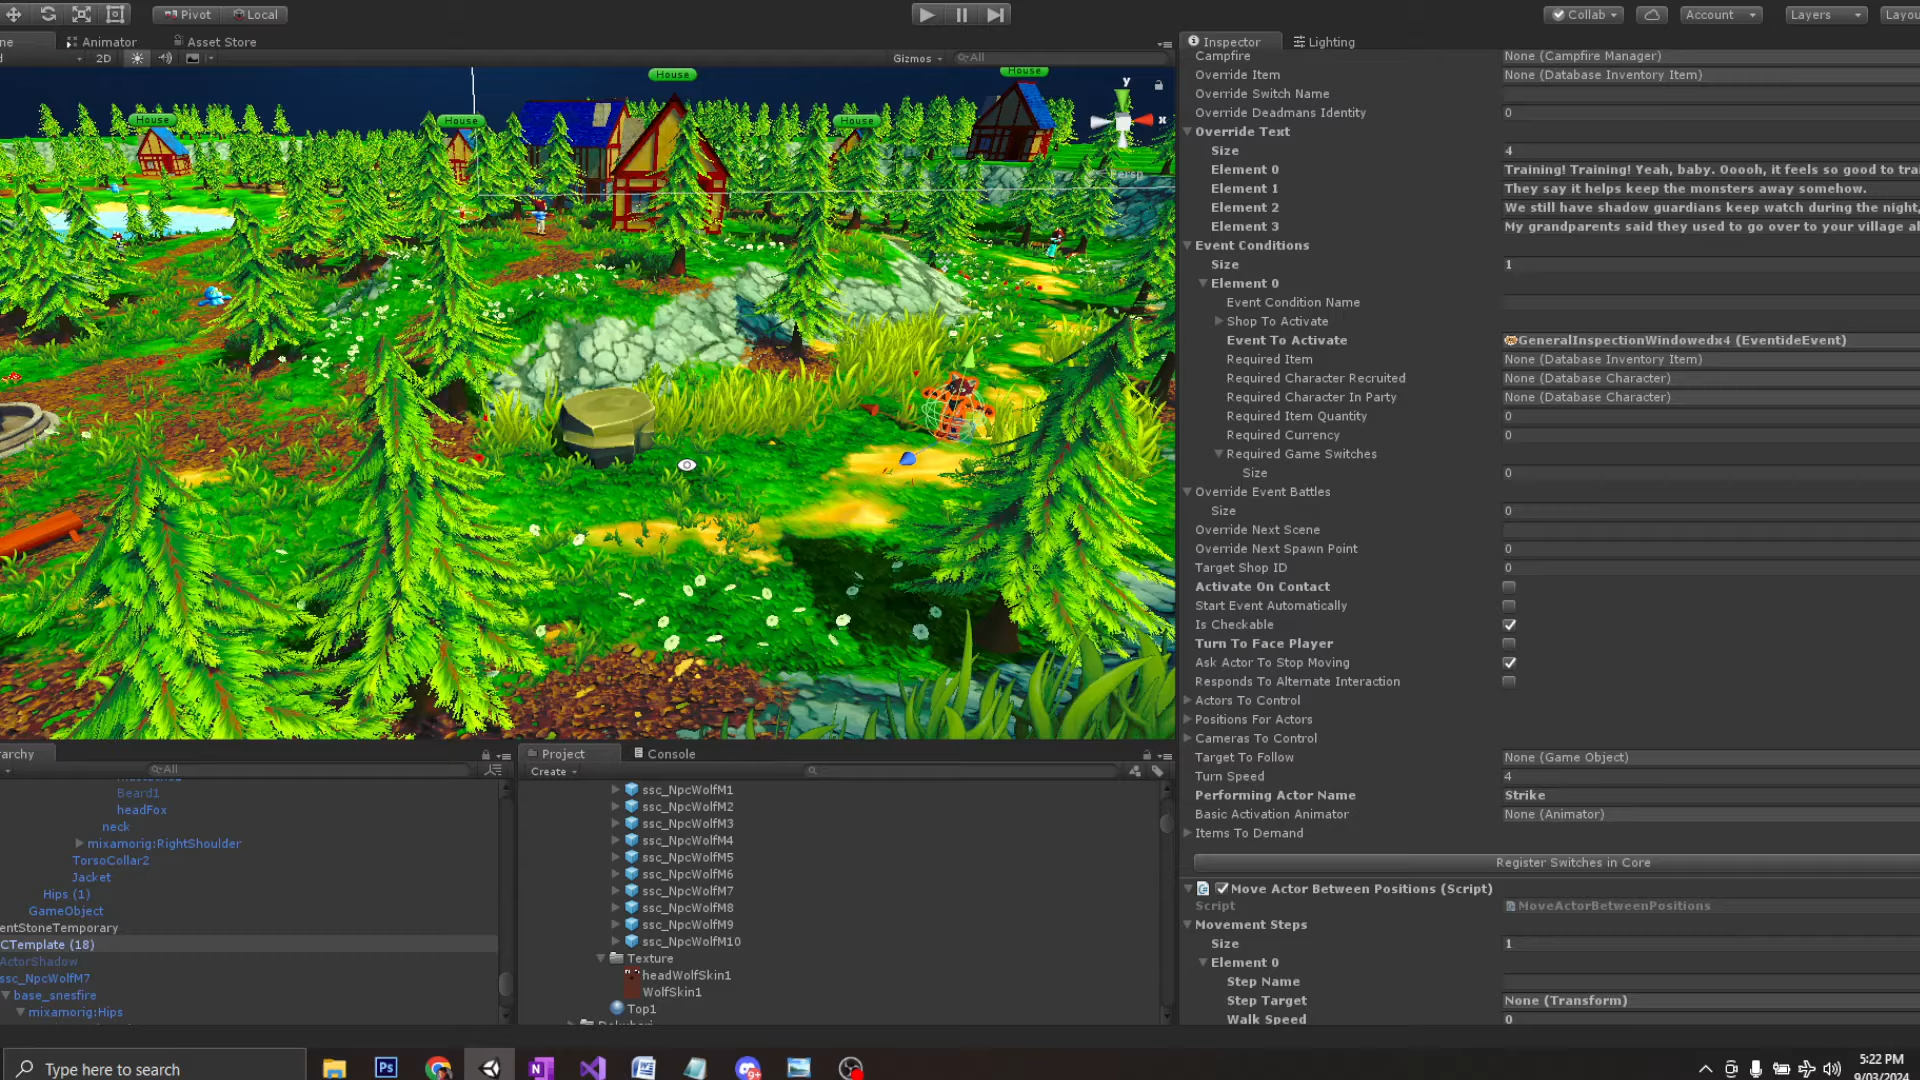 Pivot
Local
Collab
Account
Layers
Layou
ne
Animator
Asset Store
2D
Gizmos
All
House
House
House
House
House
y
x
Persp
Inspector
Lighting
Campfire
None (Campfire Manager)
Override Item
None (Database Inventory Item)
Override Switch Name
Override Deadmans Identity
0
Override Text
Size
4
Element 0
Training! Training! Yeah, baby. Ooooh, it feels so good to trai
Element 1
They say it helps keep the monsters away somehow.
Element 2
We still have shadow guardians keep watch during the night,
Element 3
My grandparents said they used to go over to your village al
Event Conditions
Size
1
Element 0
Event Condition Name
Shop To Activate
Event To Activate
GeneralInspectionWindowedx4 (EventideEvent)
Required Item
None (Database Inventory Item)
Required Character Recruited
None (Database Character)
Required Character In Party
None (Database Character)
Required Item Quantity
0
Required Currency
0
Required Game Switches
Size
0
Override Event Battles
Size
0
Override Next Scene
Override Next Spawn Point
0
Target Shop ID
0
Activate On Contact
Start Event Automatically
Is Checkable
Turn To Face Player
Ask Actor To Stop Moving
Responds To Alternate Interaction
Actors To Control
Positions For Actors
Cameras To Control
Target To Follow
None (Game Object)
Turn Speed
4
Performing Actor Name
Strike
Basic Activation Animator
None (Animator)
Items To Demand
Register Switches in Core
Move Actor Between Positions (Script)
Script
MoveActorBetweenPositions
Movement Steps
Size
1
Element 0
Step Name
Step Target
None (Transform)
Walk Speed
0
rarchy
All
Beard1
headFox
neck
mixamorig:RightShoulder
TorsoCollar2
Jacket
Hips (1)
GameObject
entStoneTemporary
CTemplate (18)
ActorShadow
ssc_NpcWolfM7
base_snesfire
mixamorig:Hips
Project
Console
Create
ssc_NpcWolfM1
ssc_NpcWolfM2
ssc_NpcWolfM3
ssc_NpcWolfM4
ssc_NpcWolfM5
ssc_NpcWolfM6
ssc_NpcWolfM7
ssc_NpcWolfM8
ssc_NpcWolfM9
ssc_NpcWolfM10
Texture
headWolfSkin1
WolfSkin1
Top1
Type here to search
Ps
5:22 PM
9/03/2024